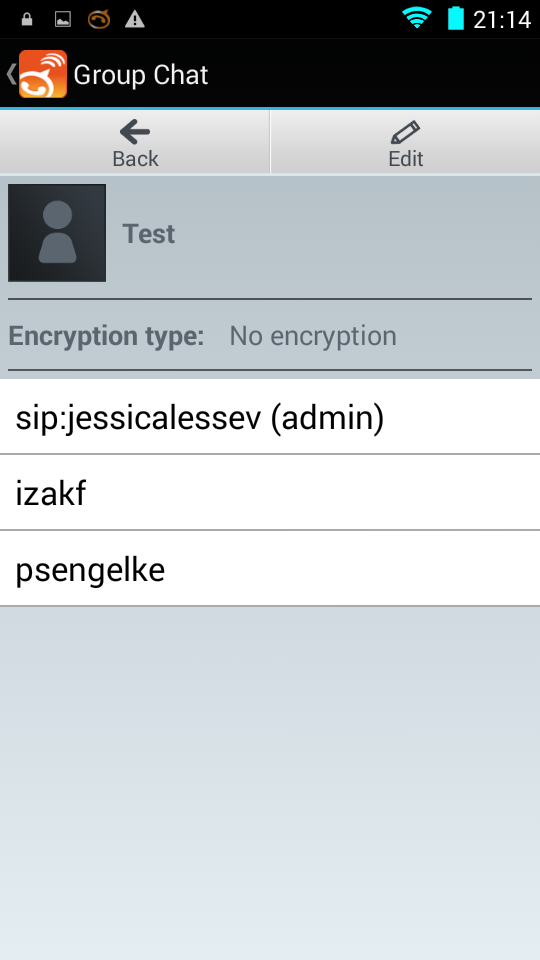 21:14
Group Chat
Back
Edit
Test
Encryption type: No encryption
sip:jessicalessev (admin)
izakf
psengelke